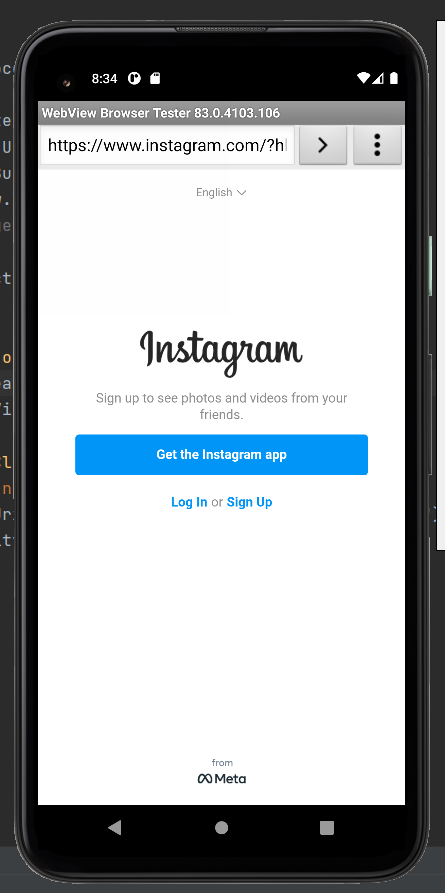 8:34
WebView Browser Tester 83.0.4103.106
https://www.instagram.com/?hl
English
Instagram
Sign up to see photos and videos from your
friends.
Get the Instagram app
Log In or Sign Up
from
Meta